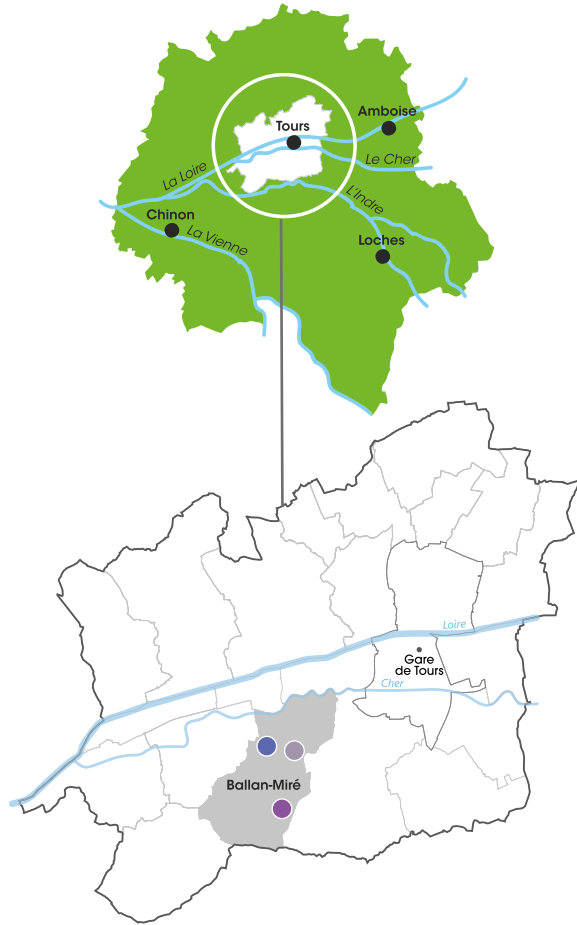 Amboise
Tours
Le Cher
La Loire
L'Indre
Chinon
La Vienne
Loches
Loire
Gare
de Tours
Cher
Ballan-Miré